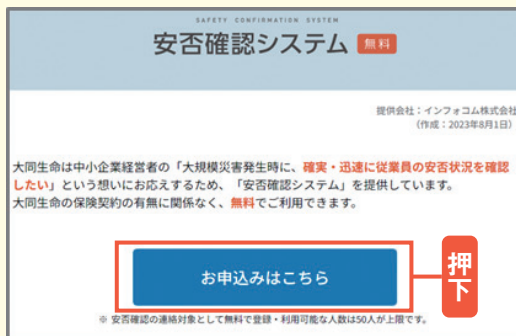 SAFETY CONFIRMATION SYSTEM
安否確認システム 無料
提供会社：インフォコム株式会社
（作成：2023年8月1日）
大同生命は中小企業経営者の「大規模災害発生時に、確実・迅速に従業員の安否状況を確認
したい」という想いにお応えするため、「安否確認システム」を提供しています。
大同生命の保険契約の有無に関係なく、無料でご利用できます。
お申込みはこちら
押下
※ 安否確認の連絡対象として無料で登録・利用可能な人数は50人が上限です。